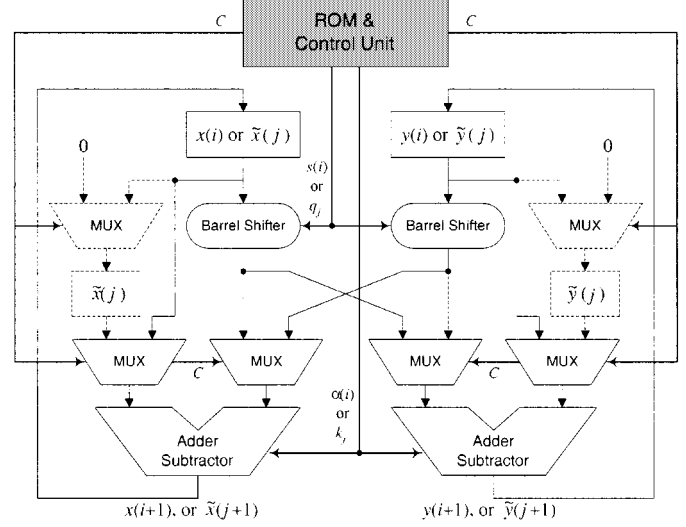 C
ROM &
Control Unit
C
x(i) or x̃(j)
y(i) or ỹ(j)
0
s(i)
or
q_j
0
MUX
Barrel Shifter
Barrel Shifter
MUX
x̃(j)
ỹ(j)
MUX
C
MUX
MUX
C
MUX
α(i)
or
k_j
Adder
Subtractor
Adder
Subtractor
x(i+1), or x̃(j+1)
y(i+1), or ỹ(j+1)